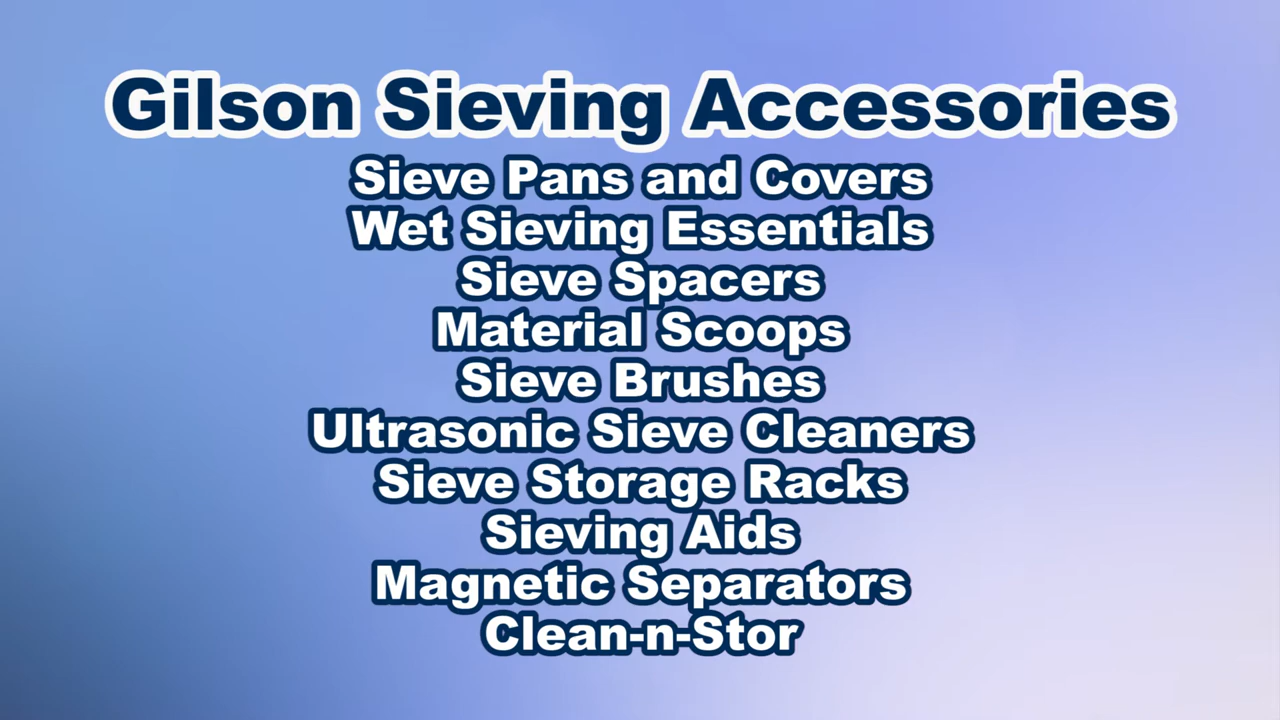 Gilson Sieving Accessories
Sieve Pans and Covers
Wet Sieving Essentials
Sieve Spacers
Material Scoops
Sieve Brushes
Ultrasonic Sieve Cleaners
Sieve Storage Racks
Sieving Aids
Magnetic Separators
Clean-n-Stor